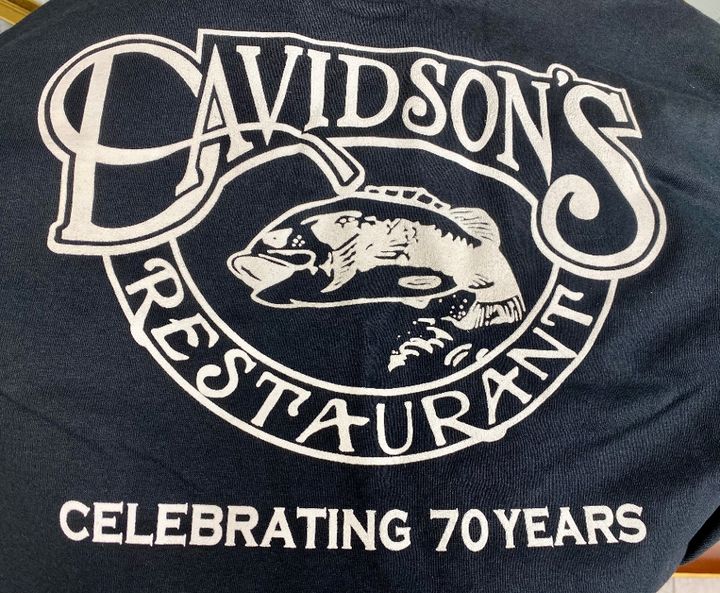 DAVIDSON'S
RESTAURANT
CELEBRATING 70 YEARS